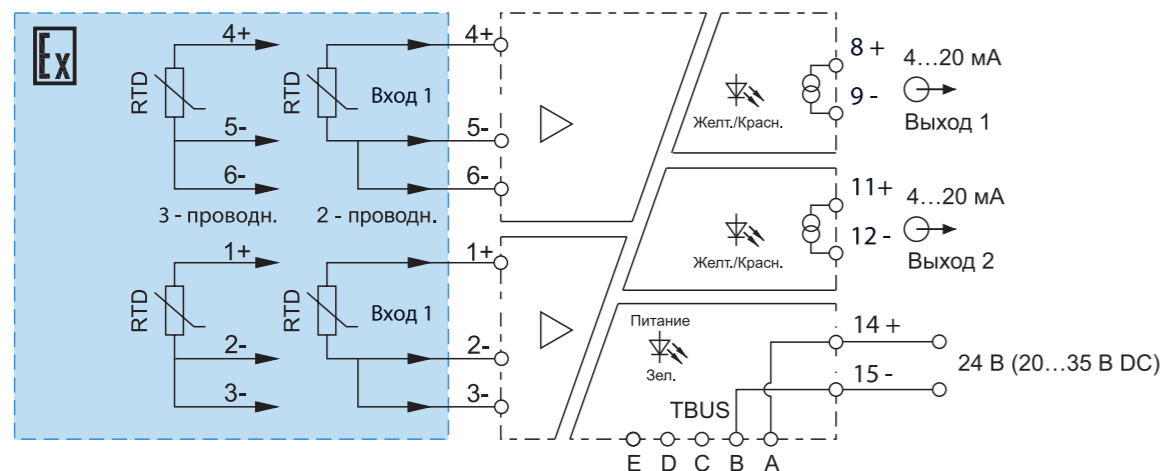 Ex
4+
RTD
5-
6-
3 - проводн.
4+
RTD
Вход 1
2 - проводн.
4+
5-
6-
1+
RTD
2-
3-
RTD
Вход 1
1+
2-
3-
Желт./Красн.
8 +
9 -
4...20 мА
Выход 1
Желт./Красн.
11+
12 -
4...20 мА
Выход 2
Питание
Зел.
14 +
15 -
24 В (20...35 В DC)
TBUS
E D C B A